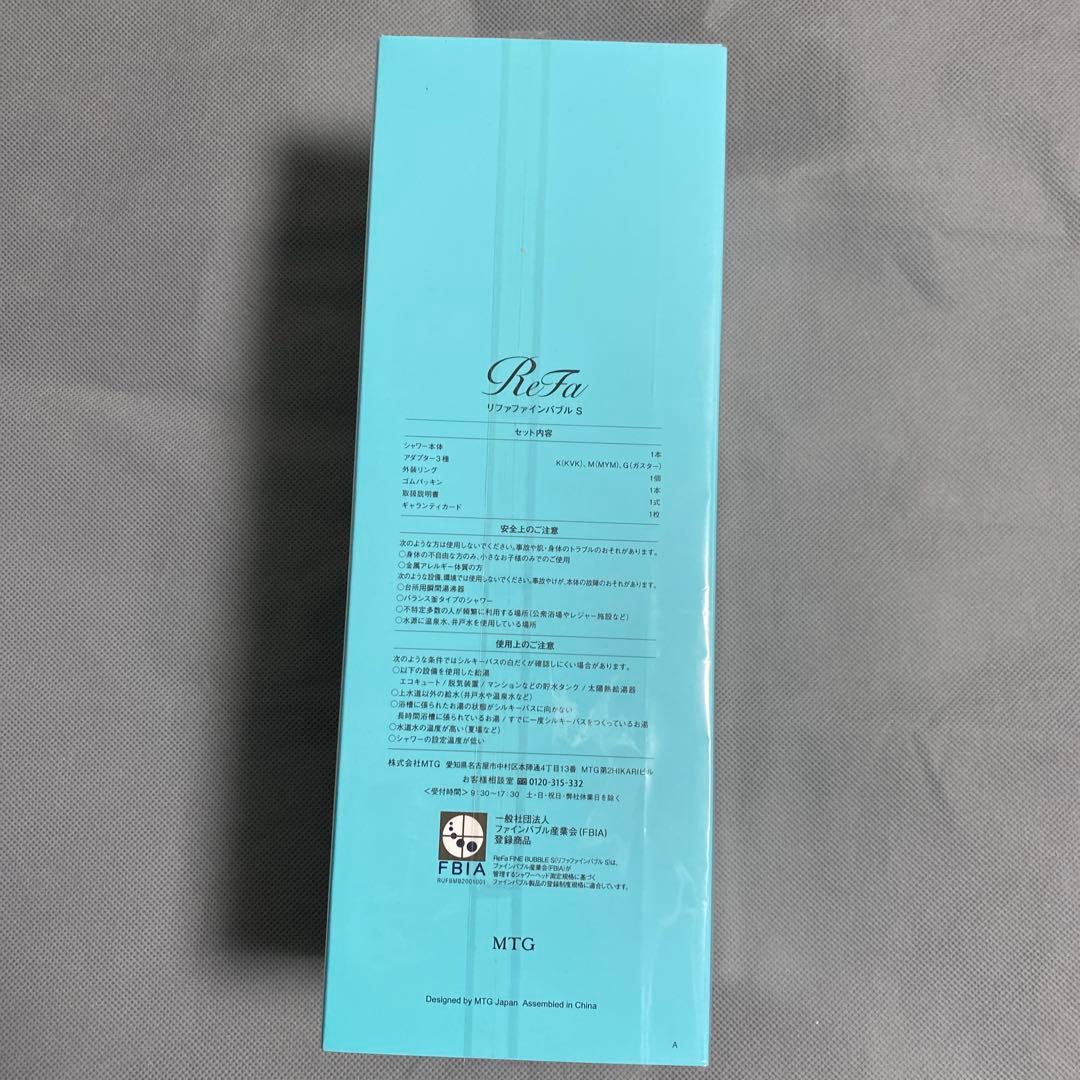 ReFa
リファファインバブル S
セット内容
シャワー本体 1本
アダプター3種 K(KVK)、M(MYM)、G(ガスター)
外装リング 1個
ゴムパッキン 1本
取扱説明書 1式
ギャランティカード 1枚
安全上のご注意
次のような方は使用しないでください。事故や肌・身体のトラブルのおそれがあります。
○身体の不自由な方のみ、小さなお子様のみでのご使用
○金属アレルギー体質の方
次のような設備、環境では使用しないでください。事故やけが、本体の故障のおそれがあります。
○台所用瞬間湯沸器
○バランス釜タイプのシャワー
○不特定多数の人が頻繁に利用する場所(公衆浴場やレジャー施設など)
○水源に温泉水、井戸水を使用している場所
使用上のご注意
次のような条件ではシルキーバスの白だくが確認しにくい場合があります。
○以下の設備を使用した給湯
エコキュート / 脱気装置 / マンションなどの貯水タンク / 太陽熱給湯器
○上水道以外の給水(井戸水や温泉水など)
○浴槽に張られたお湯の状態がシルキーバスに向かない
長時間浴槽に張られているお湯 / すでに一度シルキーバスをつくっているお湯
○水道水の温度が高い(夏場など)
○シャワーの設定温度が低い
株式会社MTG 愛知県名古屋市中村区本陣通4丁目13番 MTG第2HIKARIビル
お客様相談室 0120-315-332
<受付時間> 9:30〜17:30 土・日・祝日・弊社休業日を除く
一般社団法人
ファインバブル産業会(FBIA)
登録商品
FBIA
RUFBMB2001001
ReFa FINE BUBBLE S(リファファインバブル S)は、
ファインバブル産業会(FBIA)が
管理するシャワーヘッド測定規格に基づく
ファインバブル製品の登録制度規格に適合しています。
MTG
Designed by MTG Japan Assembled in China
A